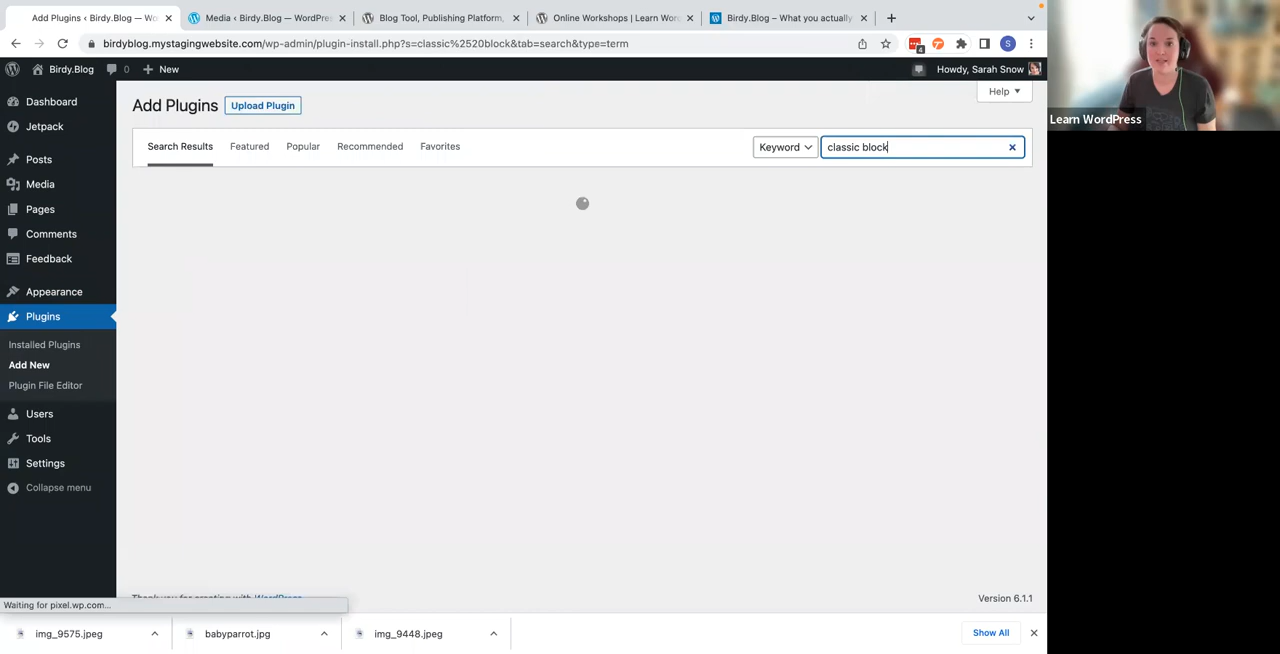 Add Plugins ‹ Birdy.Blog — Wo
Media ‹ Birdy.Blog — WordPres
Blog Tool, Publishing Platform,
Online Workshops | Learn Wor
Birdy.Blog – What you actually
birdyblog.mystagingwebsite.com/wp-admin/plugin-install.php?s=classic%2520block&tab=search&type=term
4
S
Birdy.Blog
0
New
Howdy, Sarah Snow
Learn WordPress
Dashboard
Jetpack
Posts
Media
Pages
Comments
Feedback
Appearance
Plugins
Installed Plugins
Add New
Plugin File Editor
Users
Tools
Settings
Collapse menu
Add Plugins
Upload Plugin
Help
Search Results
Featured
Popular
Recommended
Favorites
Keyword
classic block
Thank you for creating with WordPress.
Version 6.1.1
Waiting for pixel.wp.com...
img_9575.jpeg
babyparrot.jpg
img_9448.jpeg
Show All